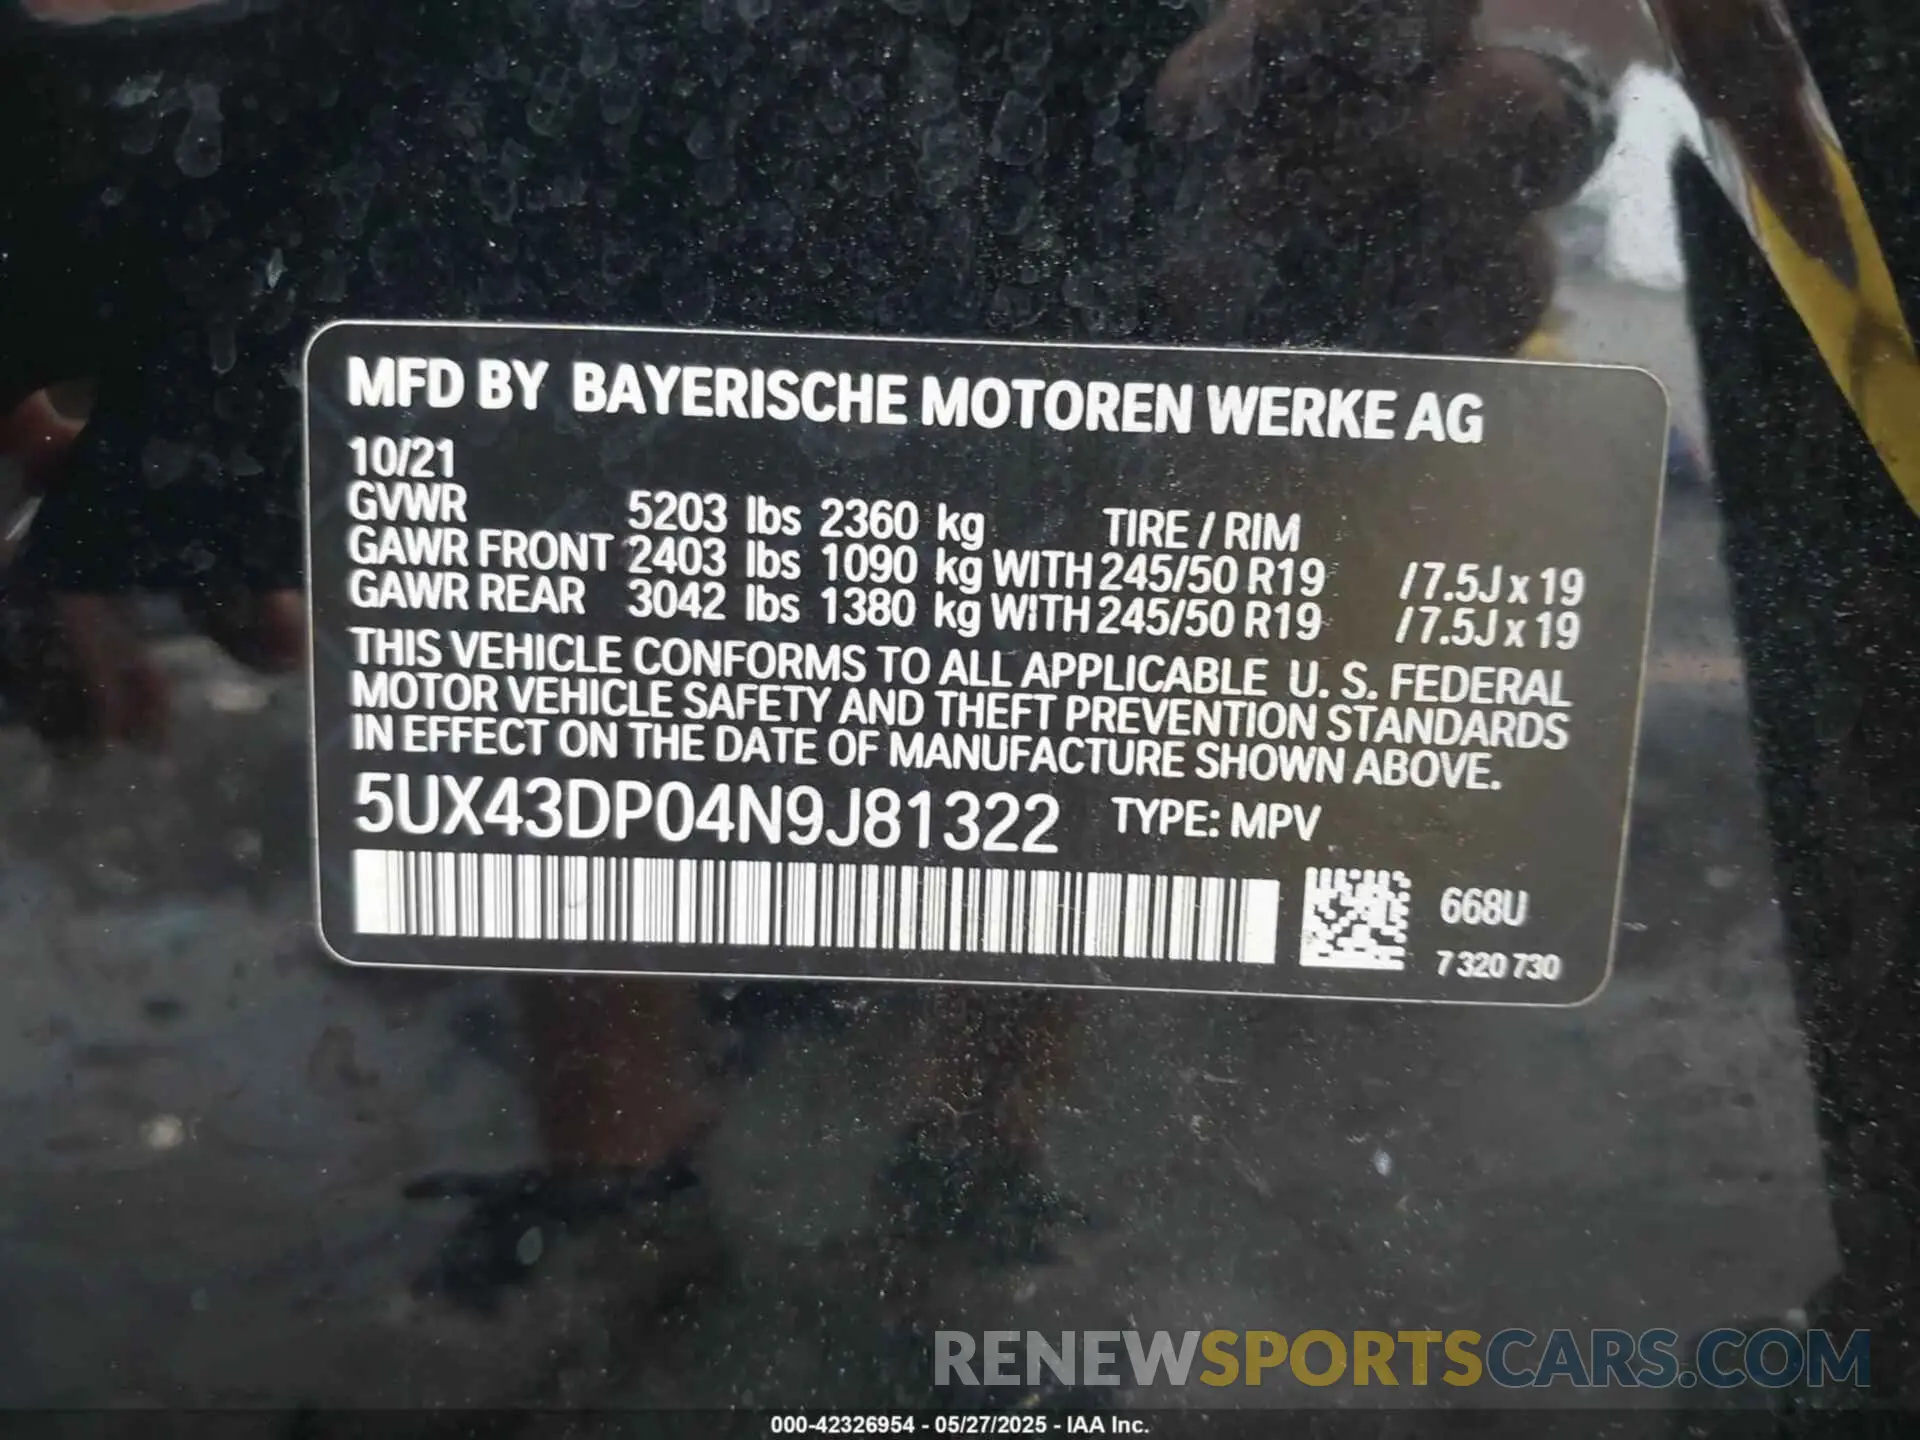 MFD BY BAYERISCHE MOTOREN WERKE AG
10/21
GVWR 5203 lbs 2360 kg TIRE / RIM
GAWR FRONT 2403 lbs 1090 kg WITH 245/50 R19 /7.5J x 19
GAWR REAR 3042 lbs 1380 kg WITH 245/50 R19 /7.5J x 19
THIS VEHICLE CONFORMS TO ALL APPLICABLE U. S. FEDERAL
MOTOR VEHICLE SAFETY AND THEFT PREVENTION STANDARDS
IN EFFECT ON THE DATE OF MANUFACTURE SHOWN ABOVE.
5UX43DP04N9J81322 TYPE: MPV
668U
7 320 730
RENEWSPORTSCARS.COM
000-42326954 - 05/27/2025 - IAA Inc.